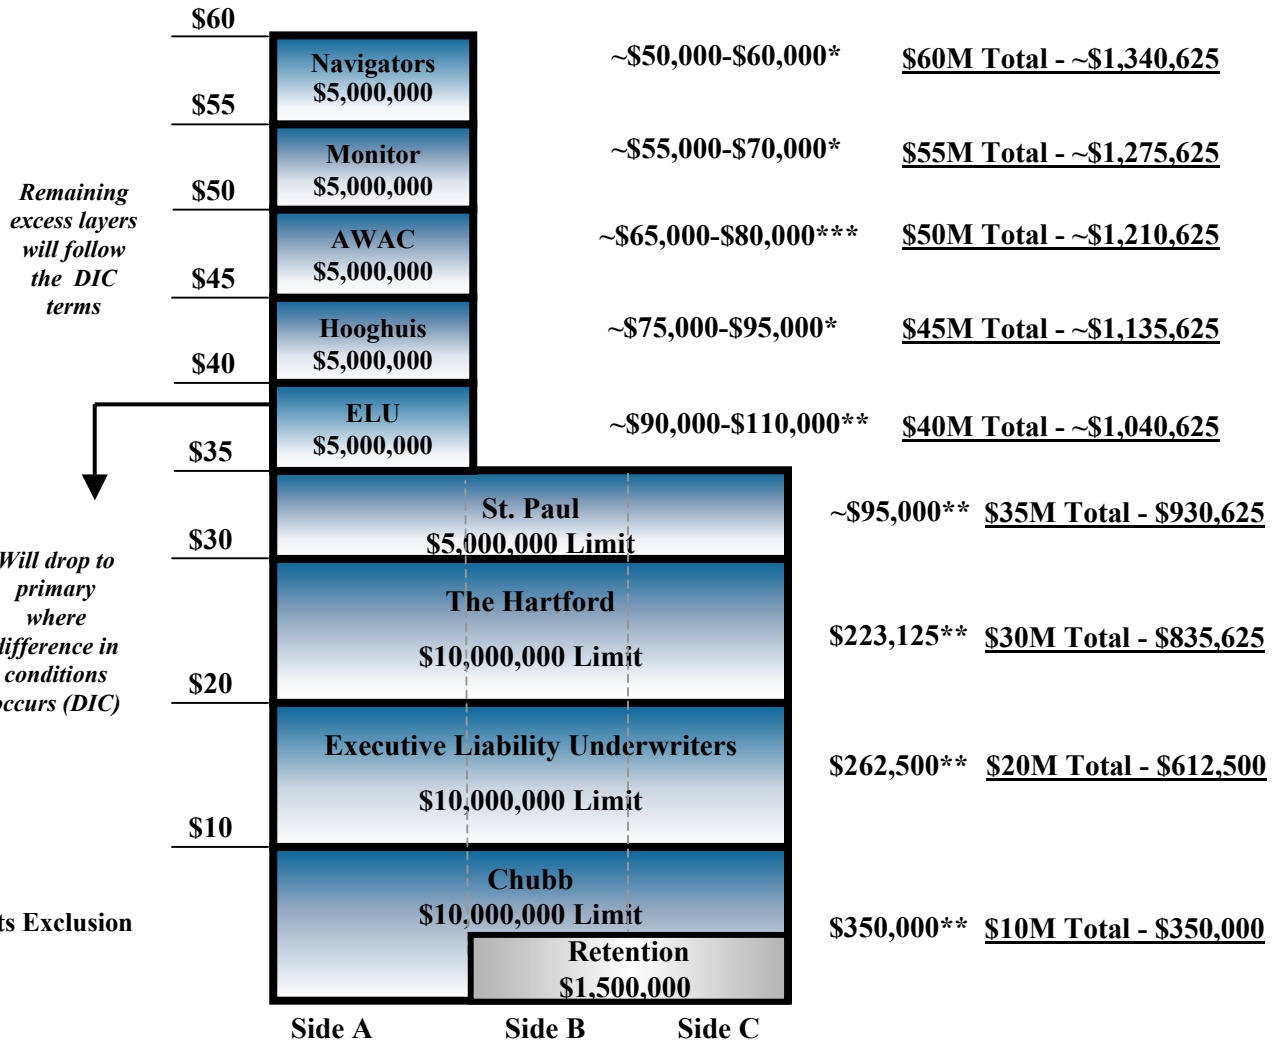 $60
Navigators
$5,000,000
~$50,000-$60,000*
$60M Total - ~$1,340,625
$55
Monitor
$5,000,000
~$55,000-$70,000*
$55M Total - ~$1,275,625
Remaining
excess layers
will follow
the DIC
terms
$50
AWAC
$5,000,000
~$65,000-$80,000***
$50M Total - ~$1,210,625
$45
Hooghuis
$5,000,000
~$75,000-$95,000*
$45M Total - ~$1,135,625
$40
ELU
$5,000,000
~$90,000-$110,000**
$40M Total - ~$1,040,625
$35
St. Paul
$5,000,000 Limit
~$95,000** $35M Total - $930,625
$30
Will drop to
primary
where
difference in
conditions
occurs (DIC)
The Hartford
$10,000,000 Limit
$223,125** $30M Total - $835,625
$20
Executive Liability Underwriters
$10,000,000 Limit
$262,500** $20M Total - $612,500
$10
Chubb
$10,000,000 Limit
ts Exclusion
$350,000** $10M Total - $350,000
Retention
$1,500,000
Side A
Side B
Side C